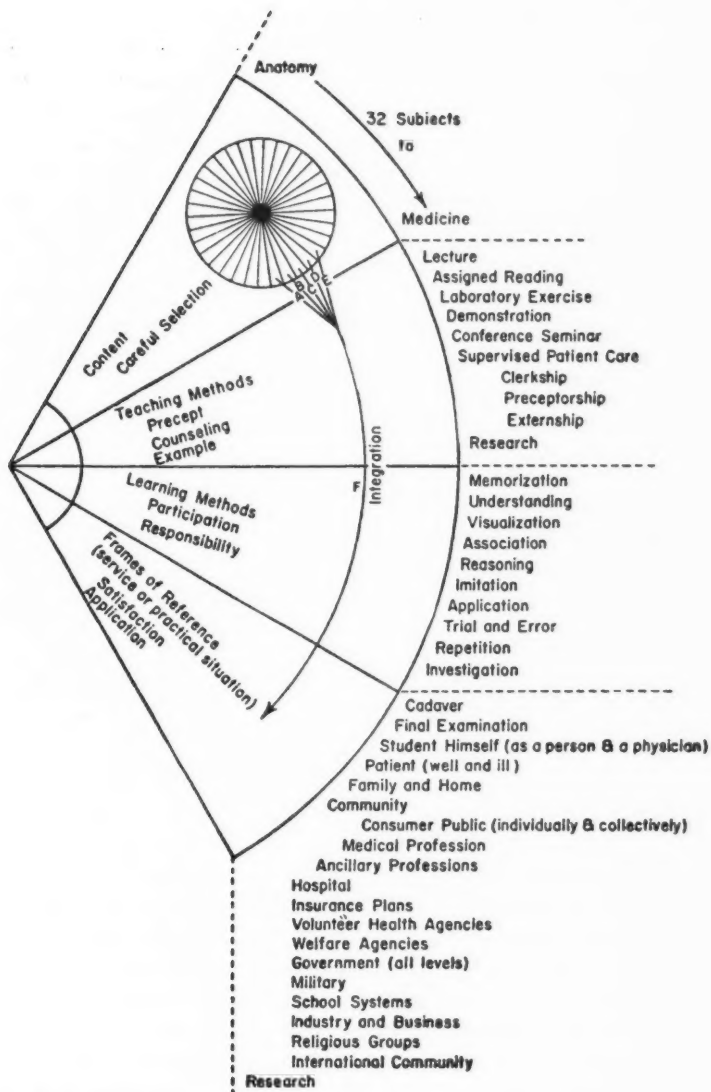 Anatomy
32 Subjects
to
Medicine
Content
Careful Selection
A B C D E
Teaching Methods
Precept
Counseling
Example
Learning Methods
Participation
Responsibility
Frames of Reference
(service or practical situation)
Satisfaction
Application
F
Integration
Lecture
Assigned Reading
Laboratory Exercise
Demonstration
Conference Seminar
Supervised Patient Care
Clerkship
Preceptorship
Externship
Research
Memorization
Understanding
Visualization
Association
Reasoning
Imitation
Application
Trial and Error
Repetition
Investigation
Cadaver
Final Examination
Student Himself (as a person & a physician)
Patient (well and ill)
Family and Home
Community
Consumer Public (individually & collectively)
Medical Profession
Ancillary Professions
Hospital
Insurance Plans
Volunteer Health Agencies
Welfare Agencies
Government (all levels)
Military
School Systems
Industry and Business
Religious Groups
International Community
Research